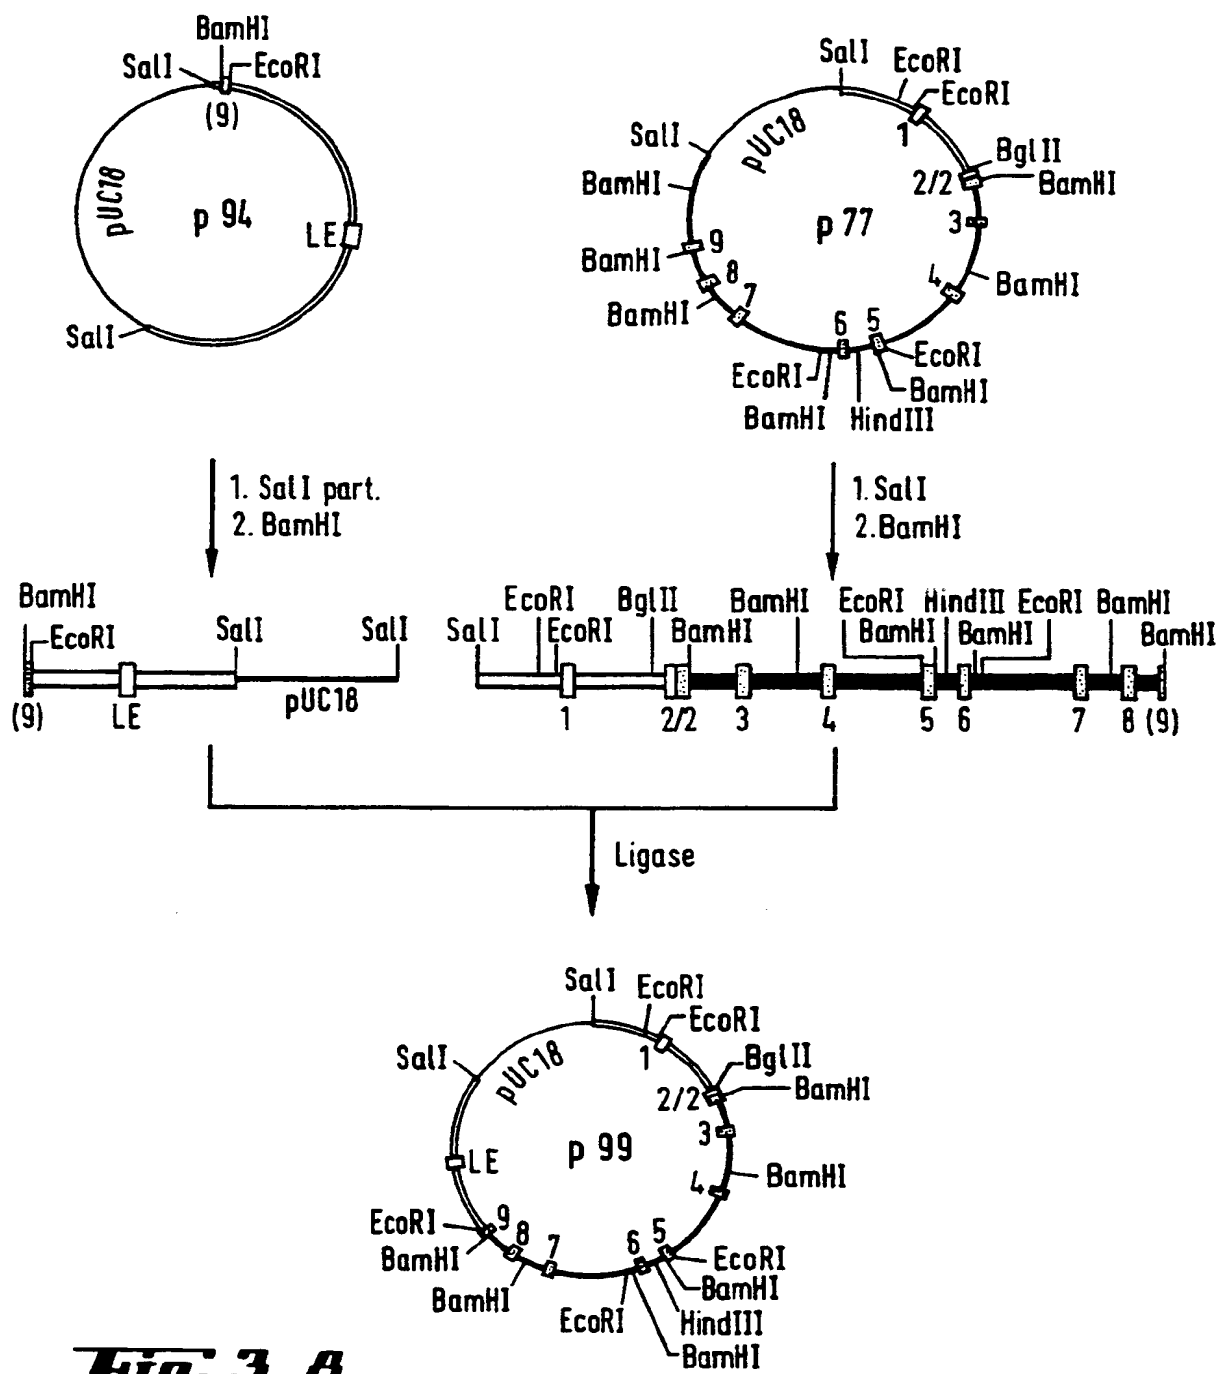 BamHI
SalI
EcoRI
(9)
pUC18
p 94
LE
SalI
SalI
EcoRI
EcoRI
1
pUC18
SalI
BglII
2/2
BamHI
BamHI
p 77
3
9
BamHI
8
4
BamHI
7
BamHI
6
5
EcoRI
EcoRI
BamHI
BamHI
HindIII
1. SalI part.
2. BamHI
1. SalI
2. BamHI
BamHI
EcoRI
SalI
SalI
(9)
LE
pUC18
EcoRI
BglII
BamHI
EcoRI
HindIII
EcoRI
BamHI
SalI
EcoRI
BamHI
BamHI
BamHI
BamHI
1
2/2
3
4
5
6
7
8
(9)
Ligase
SalI
EcoRI
EcoRI
1
pUC18
SalI
BglII
2/2
BamHI
3
p 99
LE
4
BamHI
EcoRI
9
8
7
6
5
BamHI
EcoRI
BamHI
BamHI
EcoRI
HindIII
BamHI
Fig. 3 A